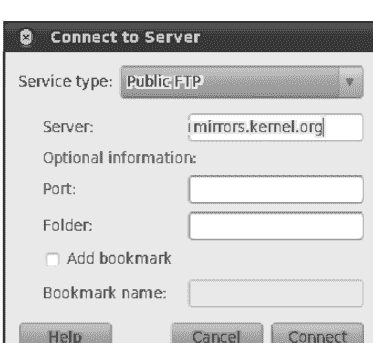 Connect to Server
Service type: Public FTP
Server: mirrors.kernel.org
Optional information:
Port:
Folder:
Add bookmark
Bookmark name:
Help Cancel Connect